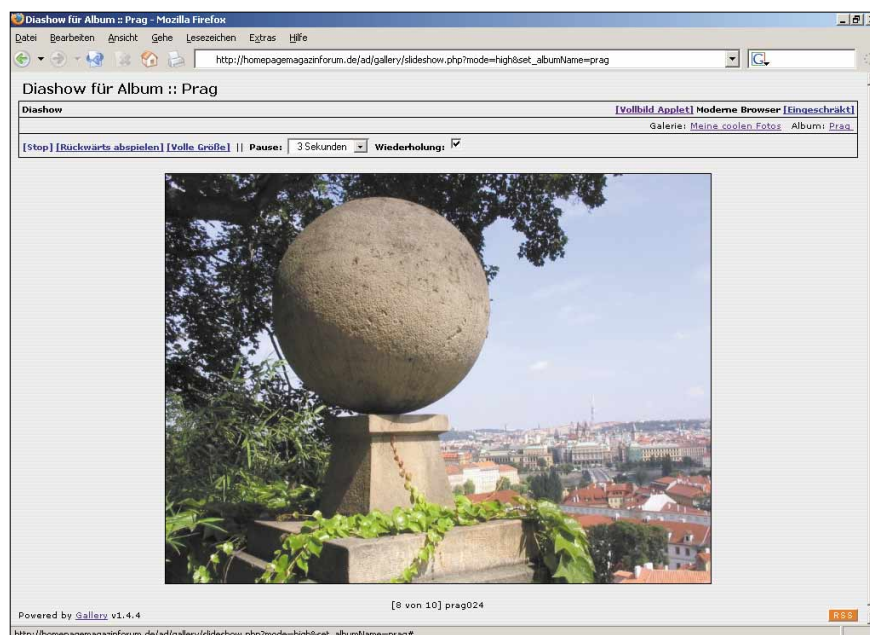 Diashow für Album :: Prag - Mozilla Firefox
Datei Bearbeiten Ansicht Gehe Lesezeichen Extras Hilfe
http://homepagemagazinforum.de/ad/gallery/slideshow.php?mode=high&set_albumName=prag
G
Diashow für Album :: Prag
Diashow [Vollbild Applet] Moderne Browser [Eingeschräkt]
Galerie: Meine coolen Fotos Album: Prag
[Stop] [Rückwärts abspielen] [Volle Größe] || Pause: 3 Sekunden Wiederholung:
[8 von 10] prag024
Powered by Gallery v1.4.4
RSS
http://homepagemagazinforum.de/ad/gallery/slideshow.php?mode=high&set_albumName=prag#